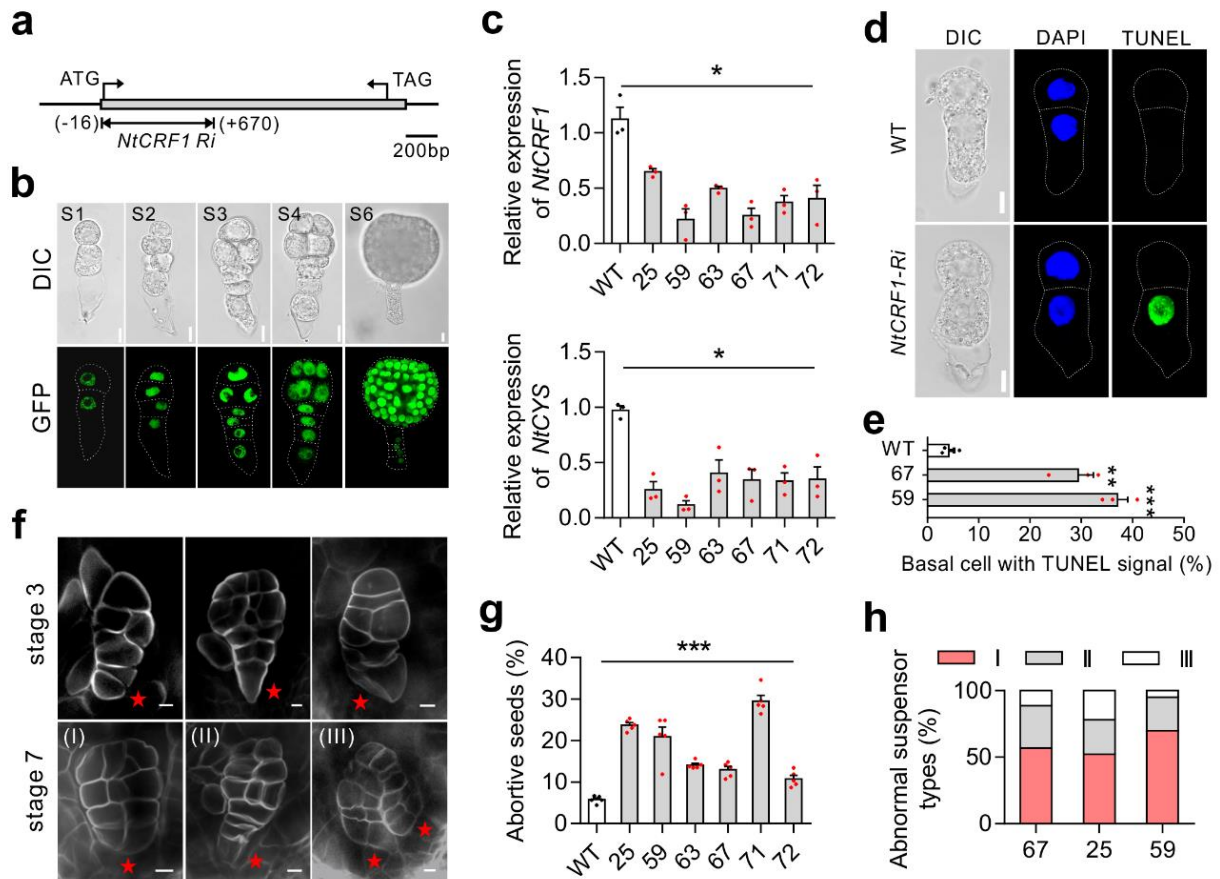 a
ATG
TAG
(-16)
(+670)
NtCRF1 Ri
200bp
b
S1
S2
S3
S4
S6
DIC
GFP
c
Relative expression
of NtCRF1
1.5
1.0
0.5
0.0
*
WT
25
59
63
67
71
72
Relative expression
of NtCYS
1.5
1.0
0.5
0.0
*
WT
25
59
63
67
71
72
d
DIC
DAPI
TUNEL
WT
NtCRF1-Ri
e
WT
67
59
**
***
0
10
20
30
40
50
Basal cell with TUNEL signal (%)
f
stage 3
stage 7
(I)
(II)
(III)
g
Abortive seeds (%)
40
30
20
10
0
***
WT
25
59
63
67
71
72
h
I
II
III
Abnormal suspensor
types (%)
100
50
0
67
25
59